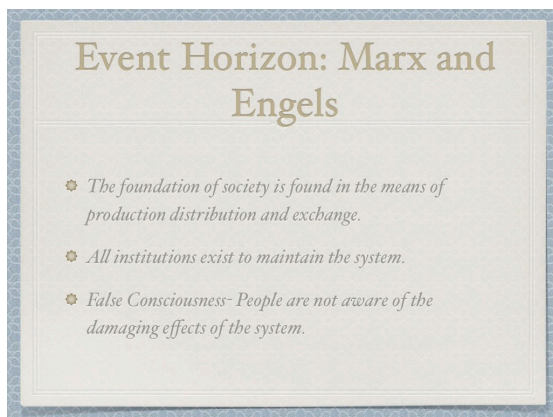 Event Horizon: Marx and
Engels
The foundation of society is found in the means of
production distribution and exchange.
All institutions exist to maintain the system.
False Consciousness- People are not aware of the
damaging effects of the system.